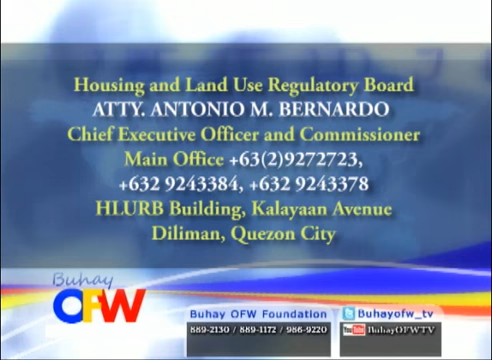 Housing and Land Use Regulatory Board
ATTY. ANTONIO M. BERNARDO
Chief Executive Officer and Commissioner
Main Office +63(2)9272723,
+632 9243384, +632 9243378
HLURB Building, Kalayaan Avenue
Diliman, Quezon City
Buhay
OFW
Buhay OFW Foundation
889-2130 / 889-1172 / 986-9220
Buhayofw_tv
YouTube BuhayOFWTV